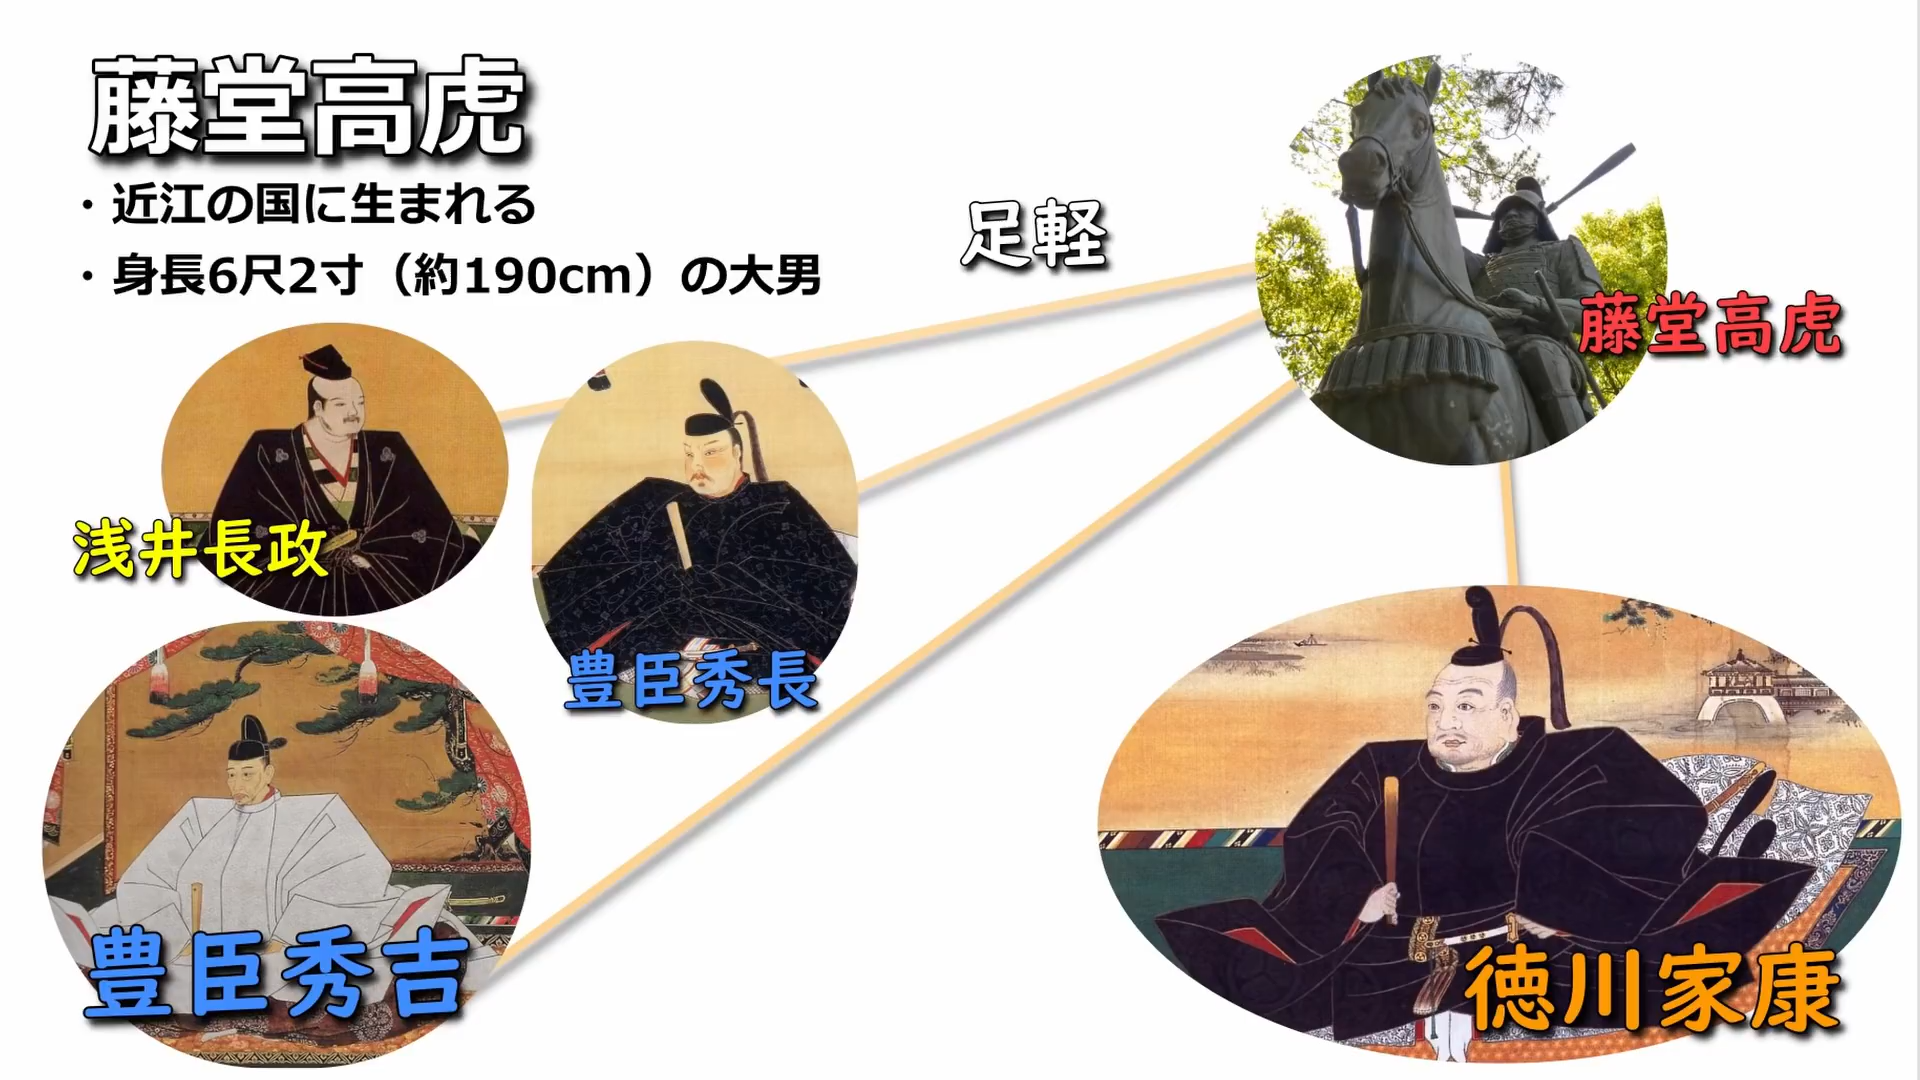 藤堂高虎
・近江の国に生まれる
・身長6尺2寸（約190cm）の大男
足軽
藤堂高虎
浅井長政
豊臣秀長
豊臣秀吉
徳川家康